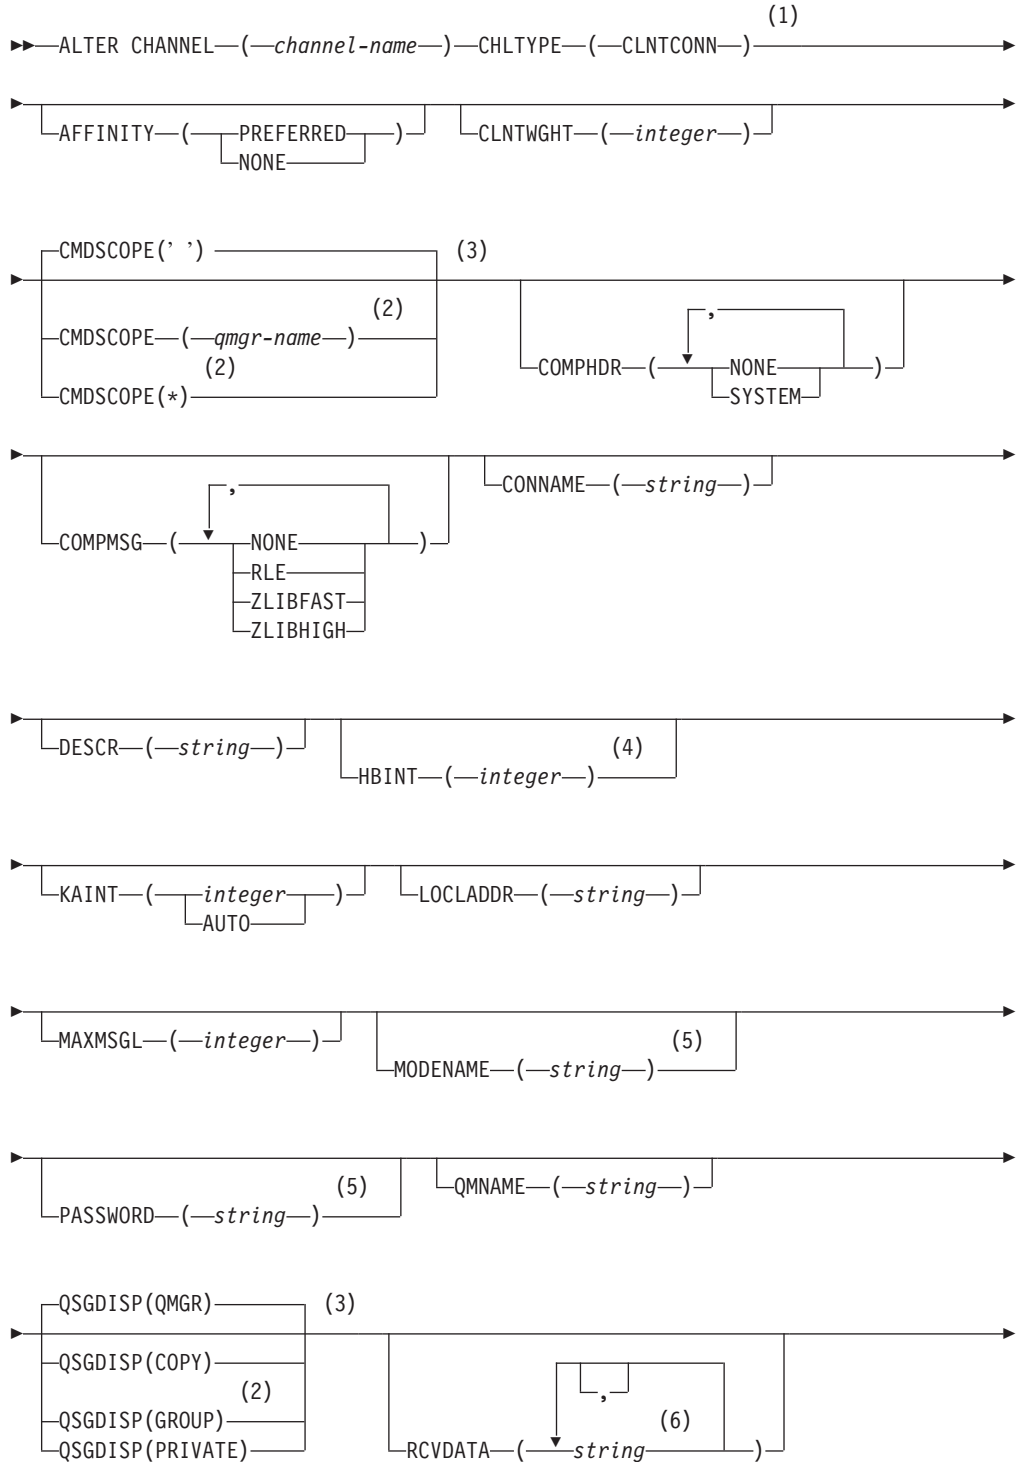 (1)
ALTER CHANNEL ( channel-name ) CHLTYPE ( CLNTCONN )
AFFINITY ( PREFERRED ) CLNTWGHT ( integer )
NONE
CMDSCOPE(' ') (3)
(2)
CMDSCOPE ( qmgr-name )
(2)
CMDSCOPE(*)
,
COMPHDR ( NONE )
SYSTEM
,
COMPMSG ( NONE )
RLE
ZLIBFAST
ZLIBHIGH
CONNAME ( string )
DESCR ( string )
(4)
HBINT ( integer )
KAINT ( integer ) LOCLADDR ( string )
AUTO
MAXMSGL ( integer )
(5)
MODENAME ( string )
(5)
PASSWORD ( string )
QMNAME ( string )
QSGDISP(QMGR) (3)
QSGDISP(COPY)
(2)
QSGDISP(GROUP)
QSGDISP(PRIVATE)
,
(6)
RCVDATA ( string )